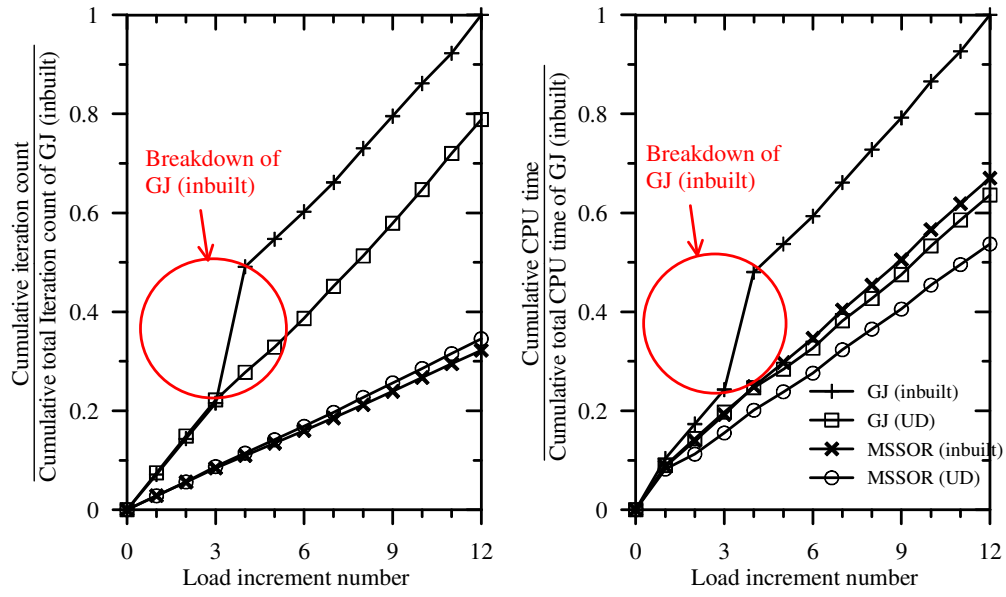 Cumulative iteration count
Cumulative total Iteration count of GJ (inbuilt)
1
0.8
0.6
0.4
0.2
0
Breakdown of
GJ (inbuilt)
0
3
6
9
12
Load increment number
Cumulative CPU time
Cumulative total CPU time of GJ (inbuilt)
1
0.8
0.6
0.4
0.2
0
Breakdown of
GJ (inbuilt)
GJ (inbuilt)
GJ (UD)
MSSOR (inbuilt)
MSSOR (UD)
0
3
6
9
12
Load increment number